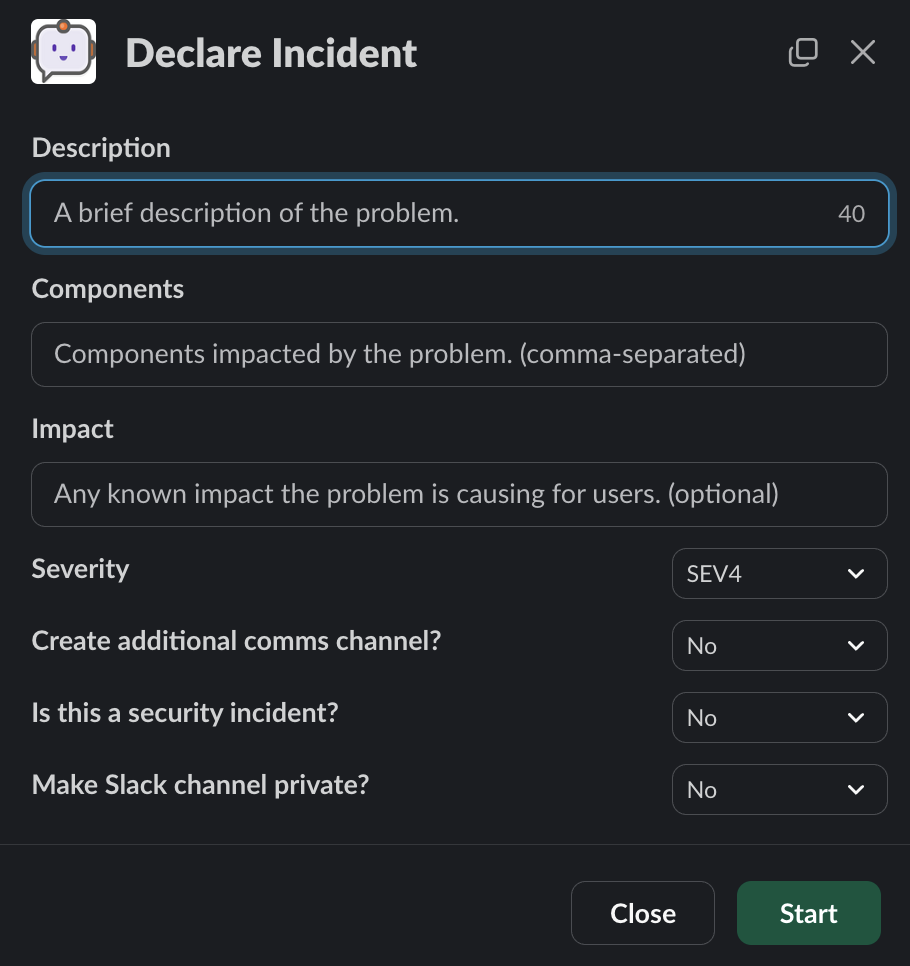 Declare Incident
Description
A brief description of the problem.
40
Components
Components impacted by the problem. (comma-separated)
Impact
Any known impact the problem is causing for users. (optional)
Severity
SEV4
Create additional comms channel?
No
Is this a security incident?
No
Make Slack channel private?
No
Close
Start